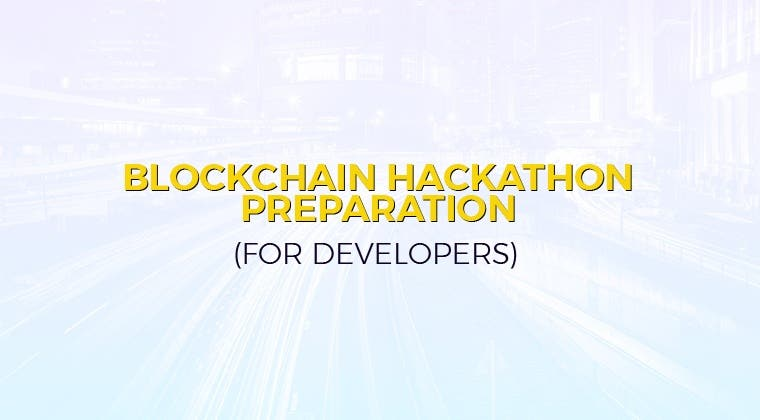 BLOCKCHAIN HACKATHON
PREPARATION
(FOR DEVELOPERS)